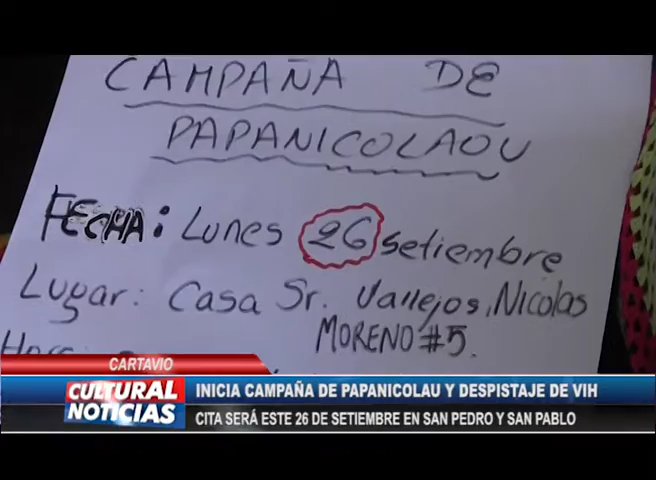 CAMPAÑA DE
PAPANICOLAOU
FECHA: Lunes 26 setiembre
Lugar: Casa Sr. Vallejos, Nicolas
MORENO #5.
CARTAVIO
CULTURAL NOTICIAS
INICIA CAMPAÑA DE PAPANICOLAU Y DESPISTAJE DE VIH
CITA SERÁ ESTE 26 DE SETIEMBRE EN SAN PEDRO Y SAN PABLO